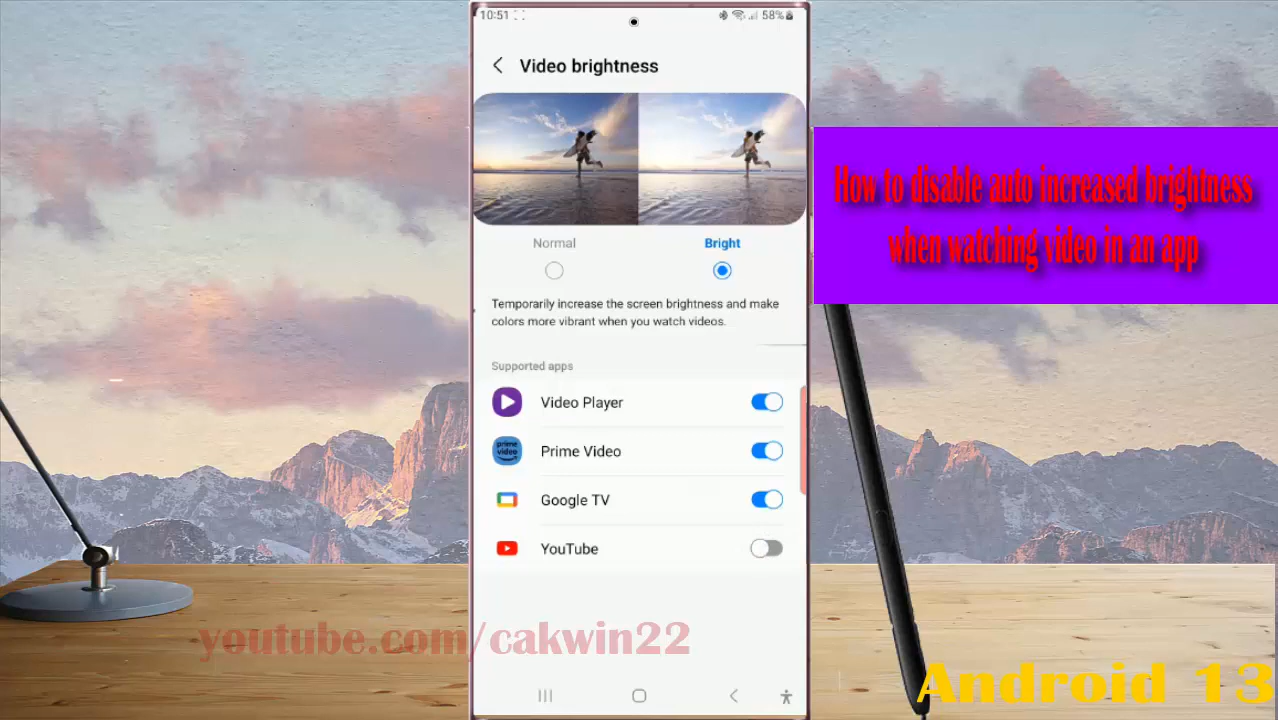 10:51
58%
Video brightness
Normal
Bright
Temporarily increase the screen brightness and make
colors more vibrant when you watch videos.
Supported apps
Video Player
prime
video
Prime Video
Google TV
YouTube
How to disable auto increased brightness
when watching video in an app
youtube.com/cakwin22
Android 13